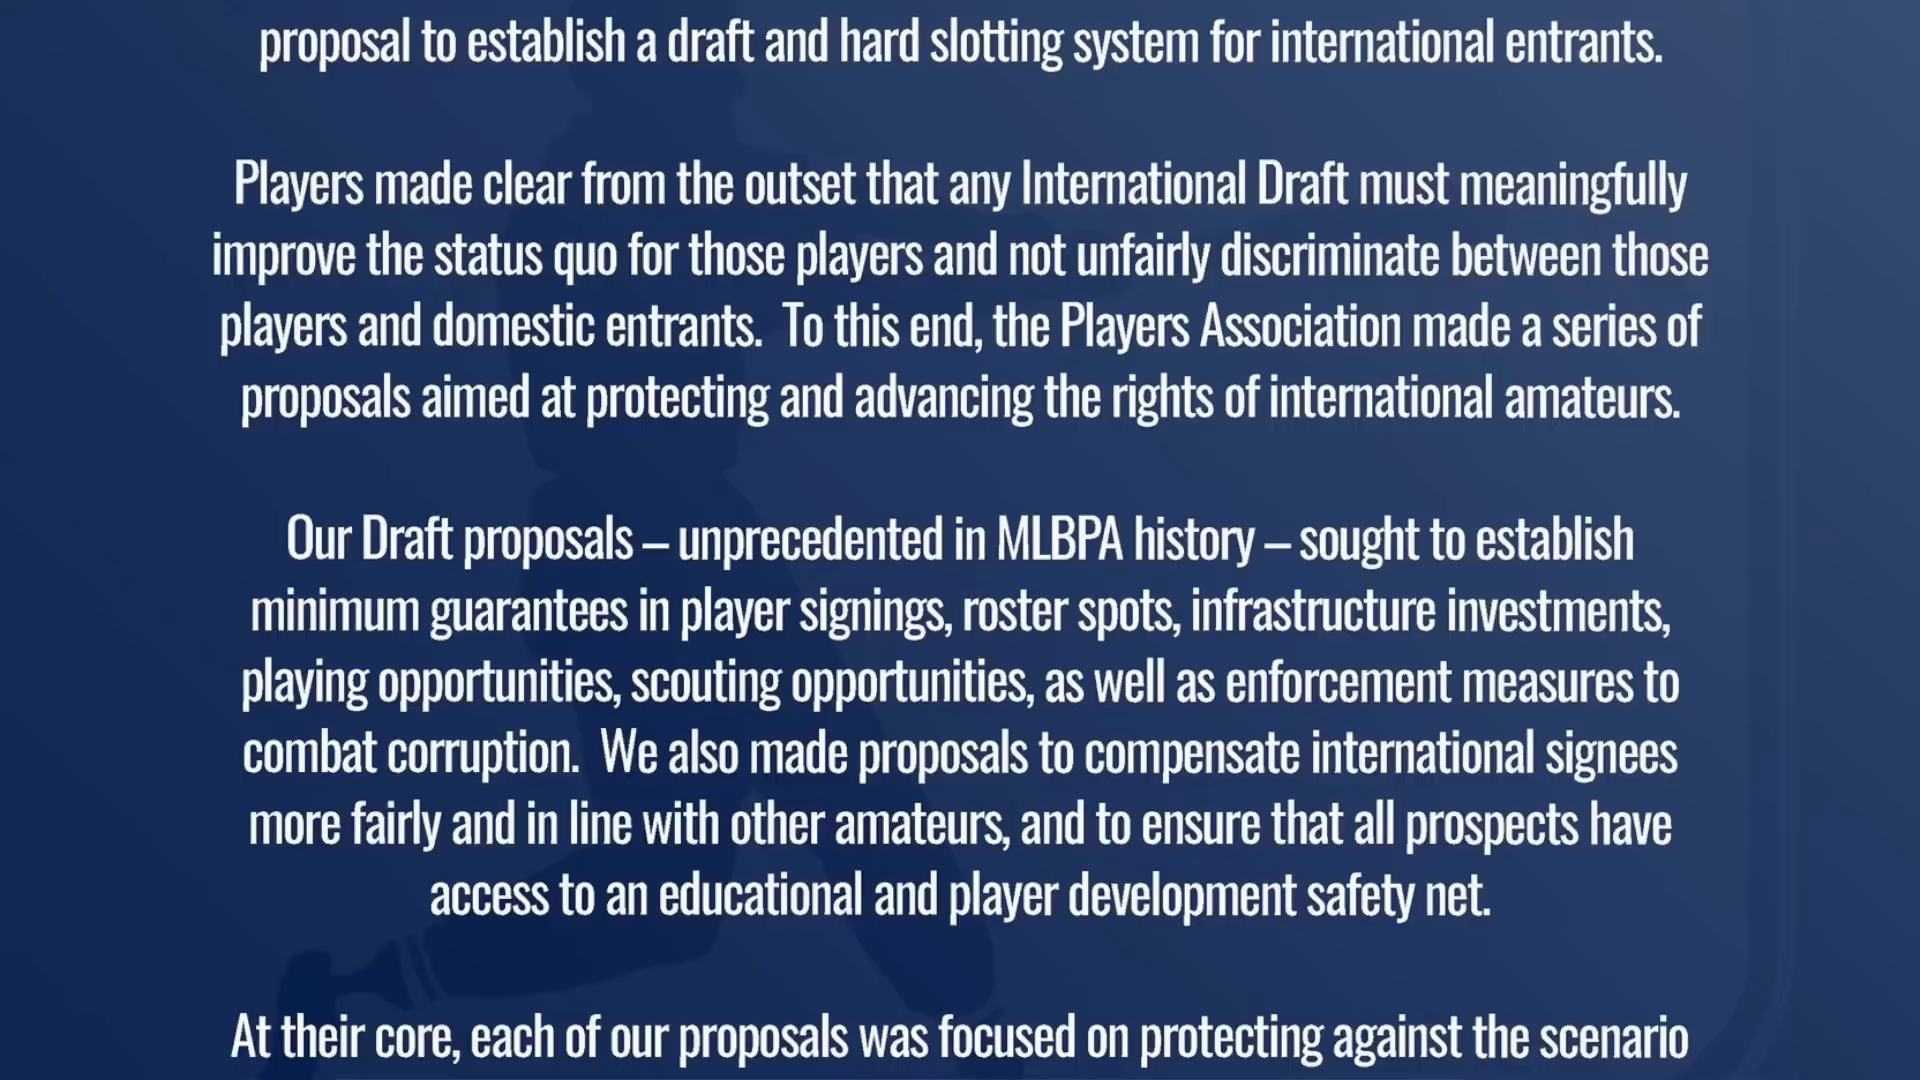 proposal to establish a draft and hard slotting system for international entrants.
Players made clear from the outset that any International Draft must meaningfully
improve the status quo for those players and not unfairly discriminate between those
players and domestic entrants.  To this end, the Players Association made a series of
proposals aimed at protecting and advancing the rights of international amateurs.
Our Draft proposals – unprecedented in MLBPA history – sought to establish
minimum guarantees in player signings, roster spots, infrastructure investments,
playing opportunities, scouting opportunities, as well as enforcement measures to
combat corruption.  We also made proposals to compensate international signees
more fairly and in line with other amateurs, and to ensure that all prospects have
access to an educational and player development safety net.
At their core, each of our proposals was focused on protecting against the scenario